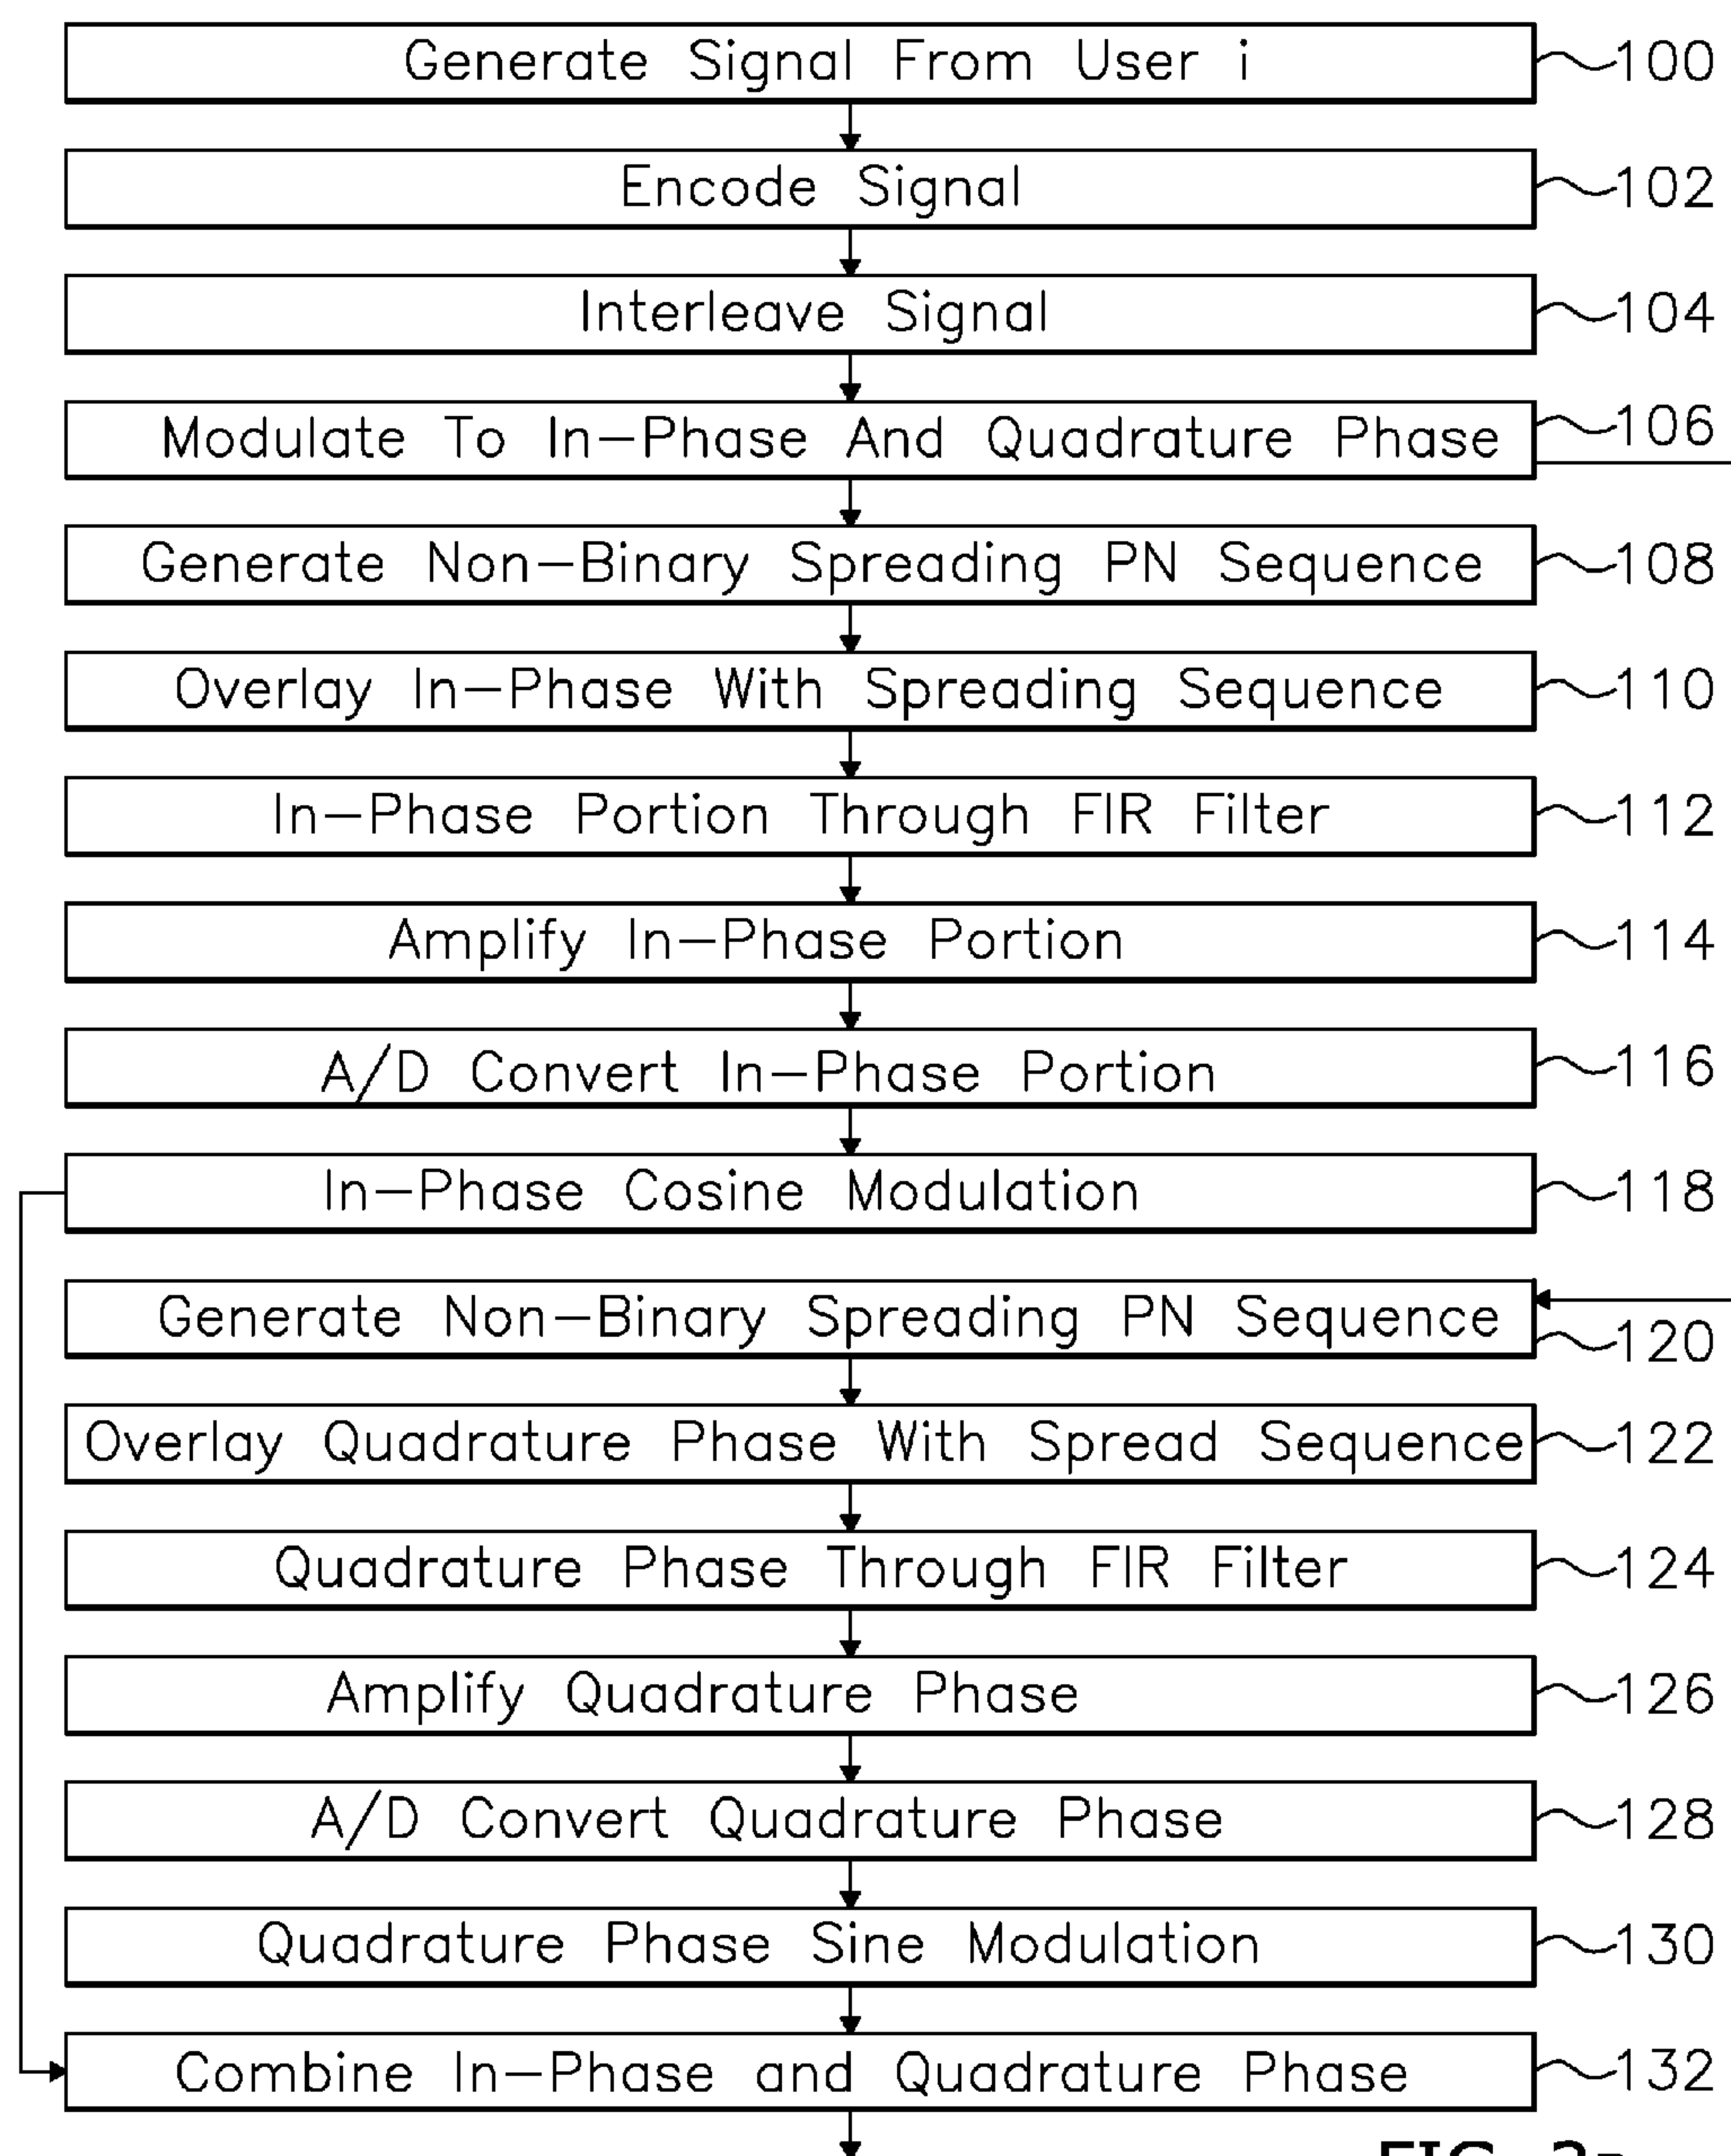 Generate Signal From User i 100
Encode Signal 102
Interleave Signal 104
Modulate To In-Phase And Quadrature Phase 106
Generate Non-Binary Spreading PN Sequence 108
Overlay In-Phase With Spreading Sequence 110
In-Phase Portion Through FIR Filter 112
Amplify In-Phase Portion 114
A/D Convert In-Phase Portion 116
In-Phase Cosine Modulation 118
Generate Non-Binary Spreading PN Sequence 120
Overlay Quadrature Phase With Spread Sequence 122
Quadrature Phase Through FIR Filter 124
Amplify Quadrature Phase 126
A/D Convert Quadrature Phase 128
Quadrature Phase Sine Modulation 130
Combine In-Phase and Quadrature Phase 132